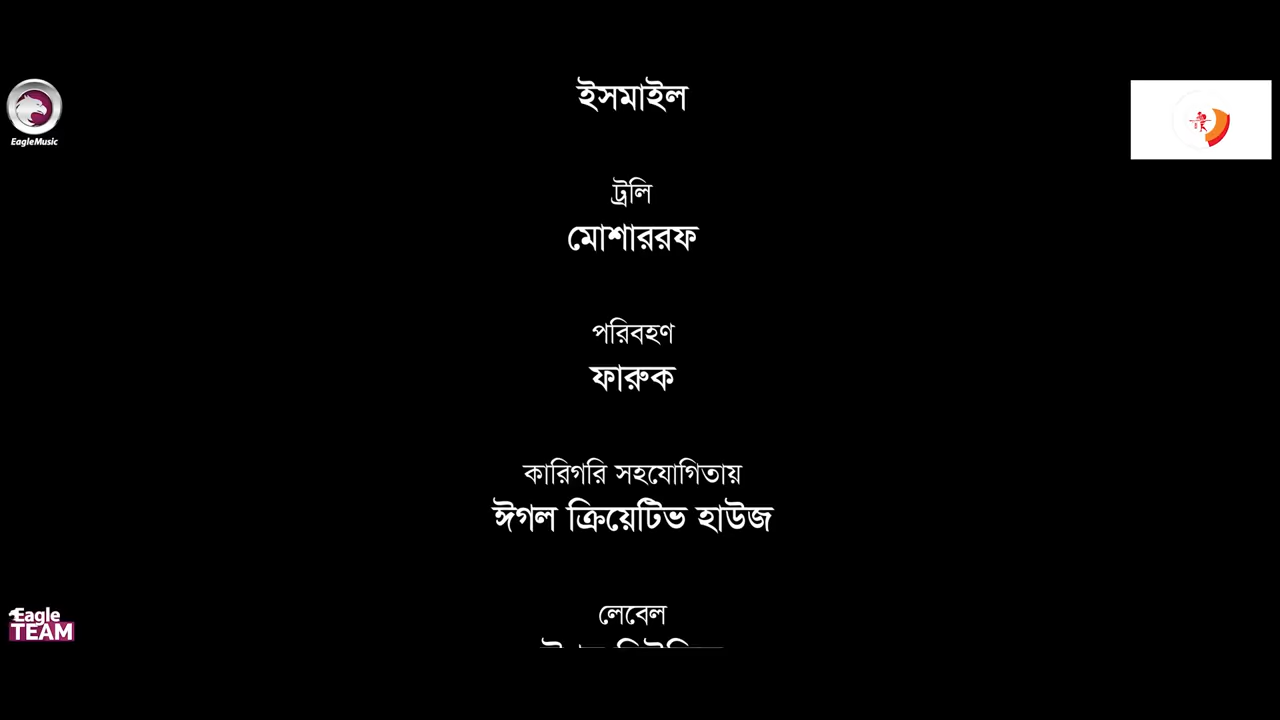 ইসমাইল
EagleMusic
ট্রলি
মোশাররফ
পরিবহণ
ফারুক
কারিগরি সহযোগিতায়
ঈগল ক্রিয়েটিভ হাউজ
লেবেল
Eagle
TEAM